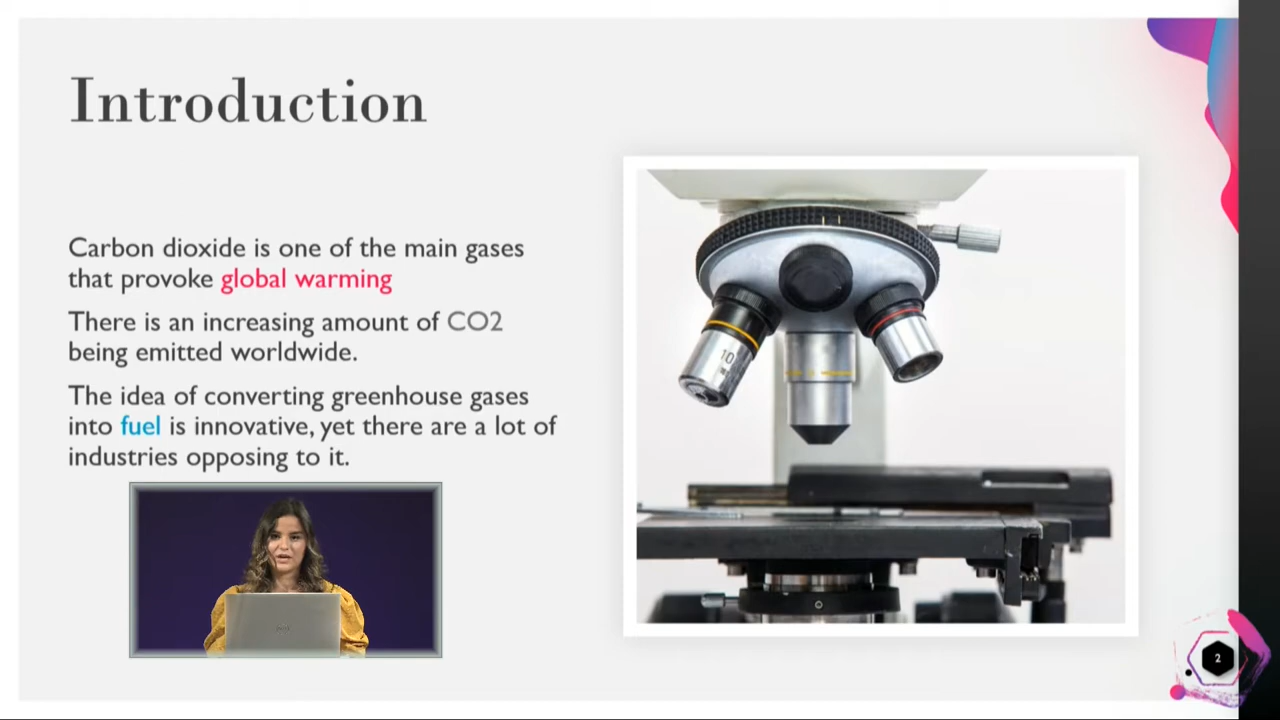 Introduction
Carbon dioxide is one of the main gases
that provoke global warming
There is an increasing amount of CO2
being emitted worldwide.
The idea of converting greenhouse gases
into fuel is innovative, yet there are a lot of
industries opposing to it.
10
2